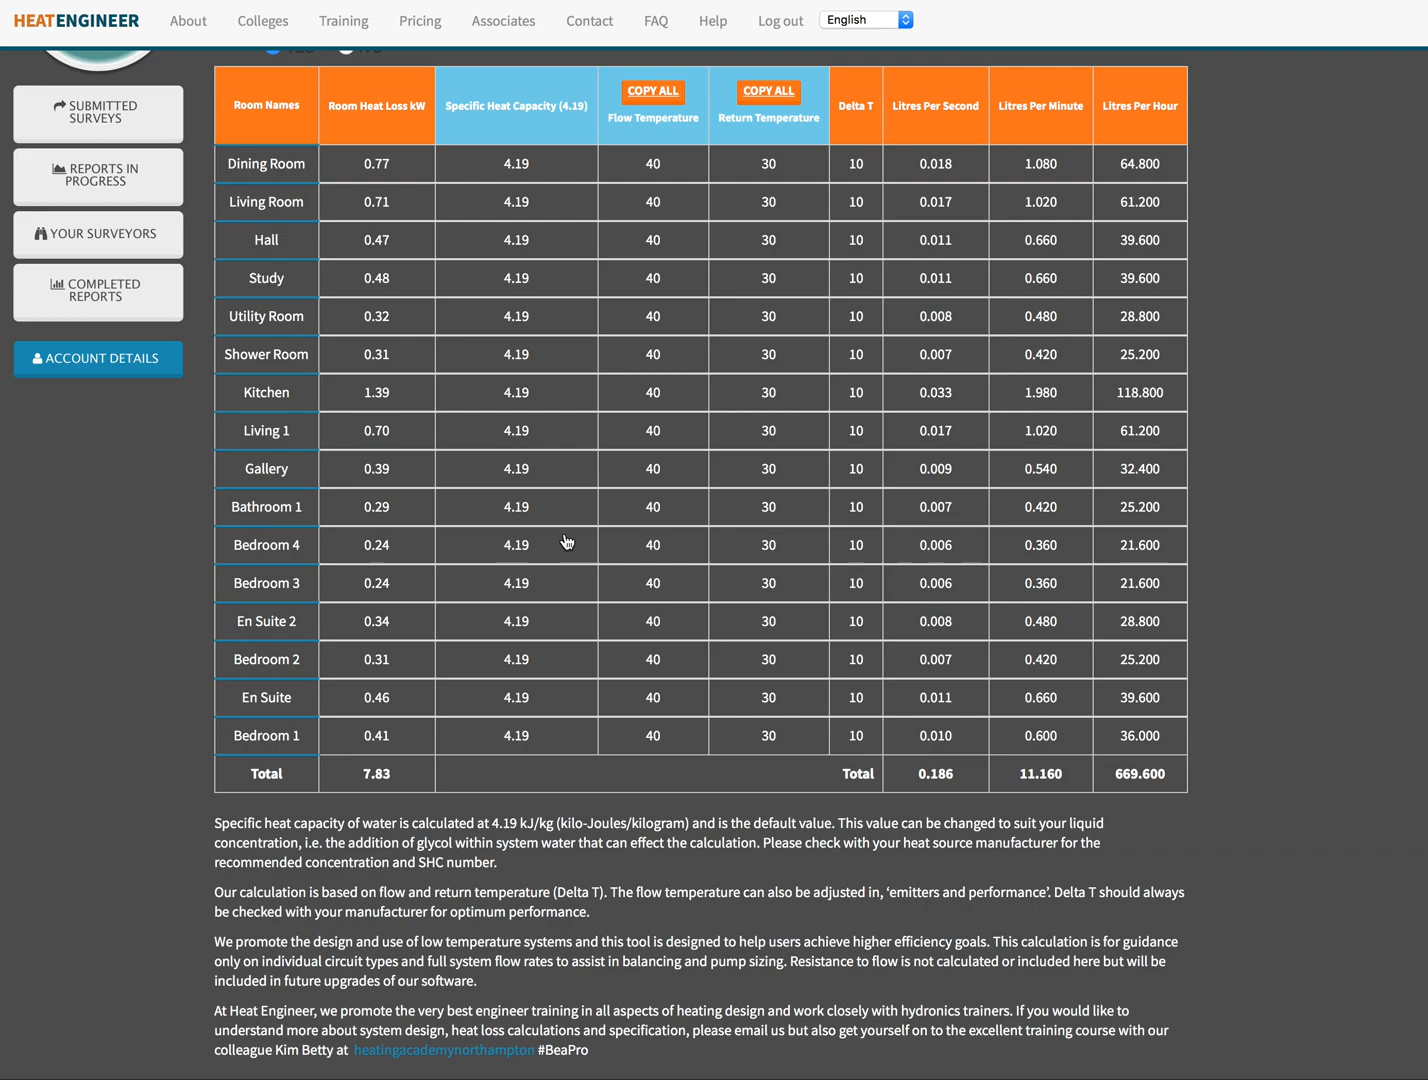 HEATENGINEER About Colleges Training Pricing Associates Contact FAQ Help Log out English
SUBMITTED
SURVEYS
REPORTS IN
PROGRESS
YOUR SURVEYORS
COMPLETED
REPORTS
ACCOUNT DETAILS
Room Names Room Heat Loss kW Specific Heat Capacity (4.19) COPY ALL Flow Temperature COPY ALL Return Temperature Delta T Litres Per Second Litres Per Minute Litres Per Hour
Dining Room 0.77 4.19 40 30 10 0.018 1.080 64.800
Living Room 0.71 4.19 40 30 10 0.017 1.020 61.200
Hall 0.47 4.19 40 30 10 0.011 0.660 39.600
Study 0.48 4.19 40 30 10 0.011 0.660 39.600
Utility Room 0.32 4.19 40 30 10 0.008 0.480 28.800
Shower Room 0.31 4.19 40 30 10 0.007 0.420 25.200
Kitchen 1.39 4.19 40 30 10 0.033 1.980 118.800
Living 1 0.70 4.19 40 30 10 0.017 1.020 61.200
Gallery 0.39 4.19 40 30 10 0.009 0.540 32.400
Bathroom 1 0.29 4.19 40 30 10 0.007 0.420 25.200
Bedroom 4 0.24 4.19 40 30 10 0.006 0.360 21.600
Bedroom 3 0.24 4.19 40 30 10 0.006 0.360 21.600
En Suite 2 0.34 4.19 40 30 10 0.008 0.480 28.800
Bedroom 2 0.31 4.19 40 30 10 0.007 0.420 25.200
En Suite 0.46 4.19 40 30 10 0.011 0.660 39.600
Bedroom 1 0.41 4.19 40 30 10 0.010 0.600 36.000
Total 7.83 Total 0.186 11.160 669.600
Specific heat capacity of water is calculated at 4.19 kJ/kg (kilo-Joules/kilogram) and is the default value. This value can be changed to suit your liquid
concentration, i.e. the addition of glycol within system water that can effect the calculation. Please check with your heat source manufacturer for the
recommended concentration and SHC number.
Our calculation is based on flow and return temperature (Delta T). The flow temperature can also be adjusted in, ‘emitters and performance’. Delta T should always
be checked with your manufacturer for optimum performance.
We promote the design and use of low temperature systems and this tool is designed to help users achieve higher efficiency goals. This calculation is for guidance
only on individual circuit types and full system flow rates to assist in balancing and pump sizing. Resistance to flow is not calculated or included here but will be
included in future upgrades of our software.
At Heat Engineer, we promote the very best engineer training in all aspects of heating design and work closely with hydronics trainers. If you would like to
understand more about system design, heat loss calculations and specification, please email us but also get yourself on to the excellent training course with our
colleague Kim Betty at heatingacademynorthampton #BeaPro